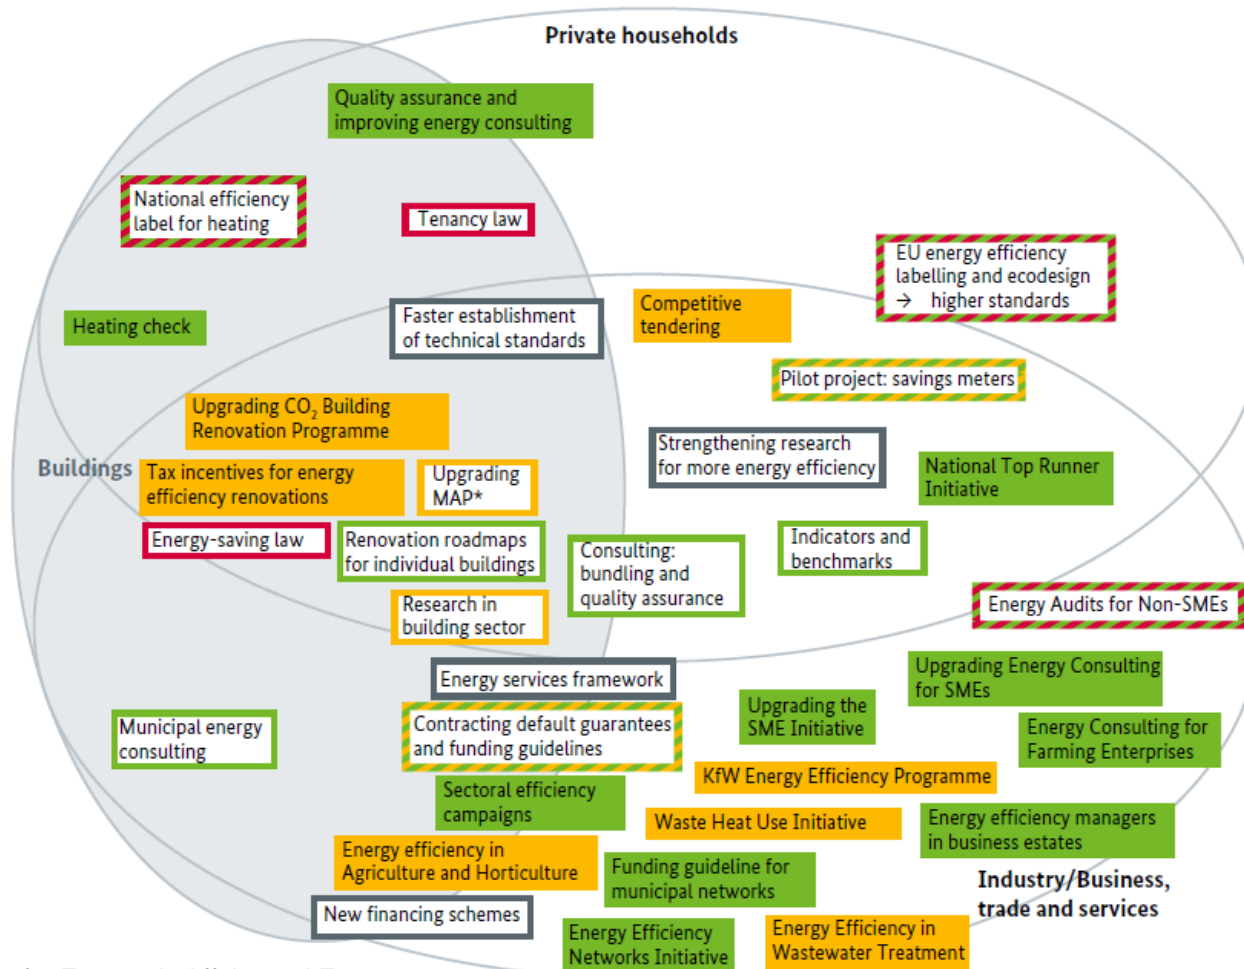 Private households
Quality assurance and
improving energy consulting
National efficiency
label for heating
Tenancy law
EU energy efficiency
labelling and ecodesign
→ higher standards
Heating check
Faster establishment
of technical standards
Competitive
tendering
Pilot project: savings meters
Upgrading CO₂ Building
Renovation Programme
Strengthening research
for more energy efficiency
National Top Runner
Initiative
Buildings
Tax incentives for energy
efficiency renovations
Upgrading
MAP*
Energy-saving law
Renovation roadmaps
for individual buildings
Consulting:
bundling and
quality assurance
Indicators and
benchmarks
Research in
building sector
Energy Audits for Non-SMEs
Energy services framework
Upgrading Energy Consulting
for SMEs
Municipal energy
consulting
Contracting default guarantees
and funding guidelines
Upgrading the
SME Initiative
Energy Consulting for
Farming Enterprises
KfW Energy Efficiency Programme
Sectoral efficiency
campaigns
Waste Heat Use Initiative
Energy efficiency managers
in business estates
Energy efficiency in
Agriculture and Horticulture
Funding guideline for
municipal networks
Industry/Business,
trade and services
New financing schemes
Energy Efficiency
Networks Initiative
Energy Efficiency in
Wastewater Treatment